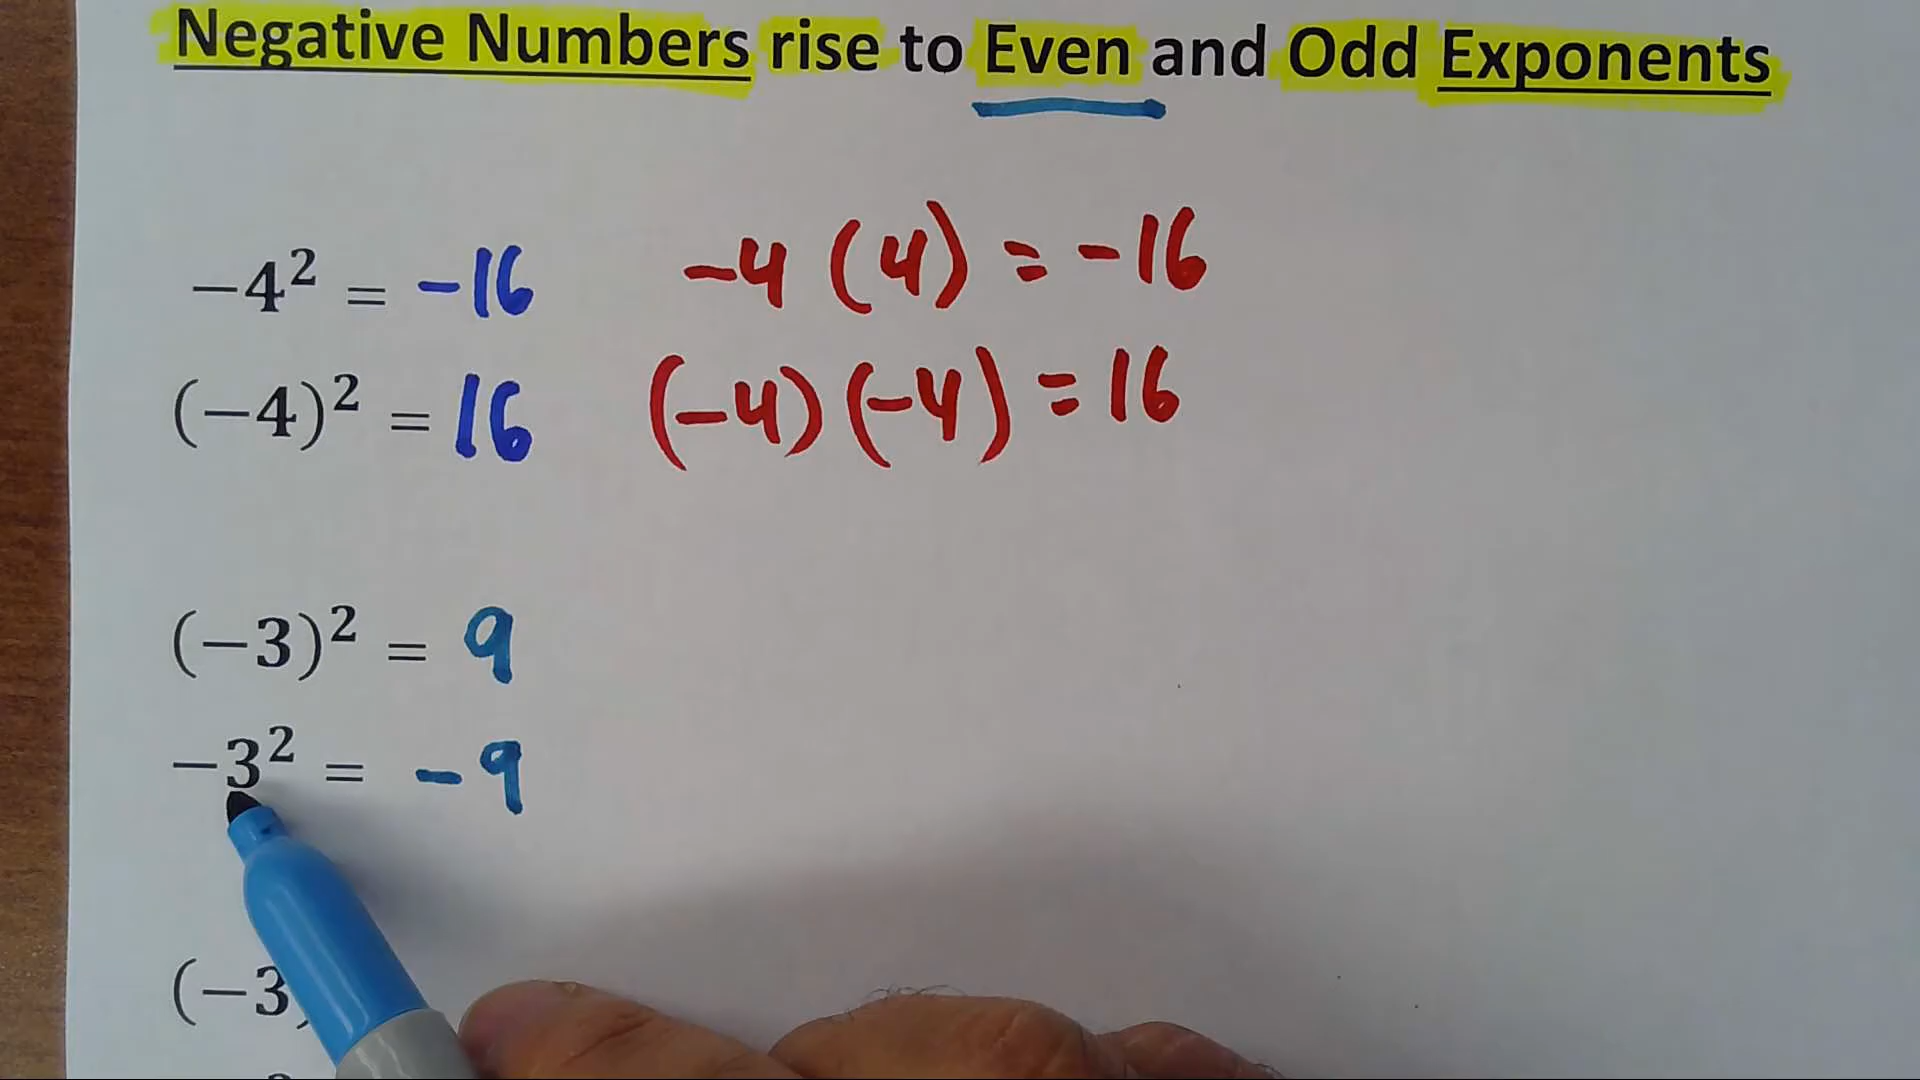 Negative Numbers rise to Even and Odd Exponents
−4² = -16 -4 (4) = -16
(−4)² = 16 (-4) (-4) = 16
(−3)² = 9
−3² = -9
(−3)